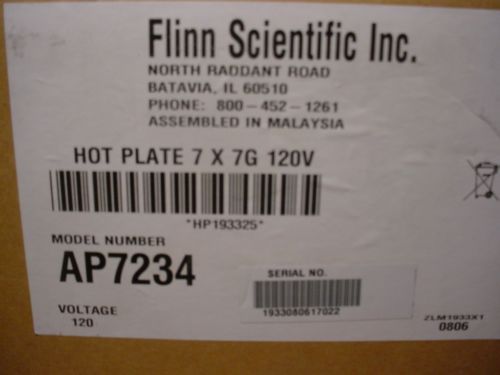 Flinn Scientific Inc.
NORTH RADDANT ROAD
BATAVIA, IL 60510
PHONE: 800-452-1261
ASSEMBLED IN MALAYSIA
HOT PLATE 7 X 7G 120V
*HP193325*
MODEL NUMBER
AP7234
SERIAL NO.
1933080617022
VOLTAGE
120
ZLM1933X1
0806